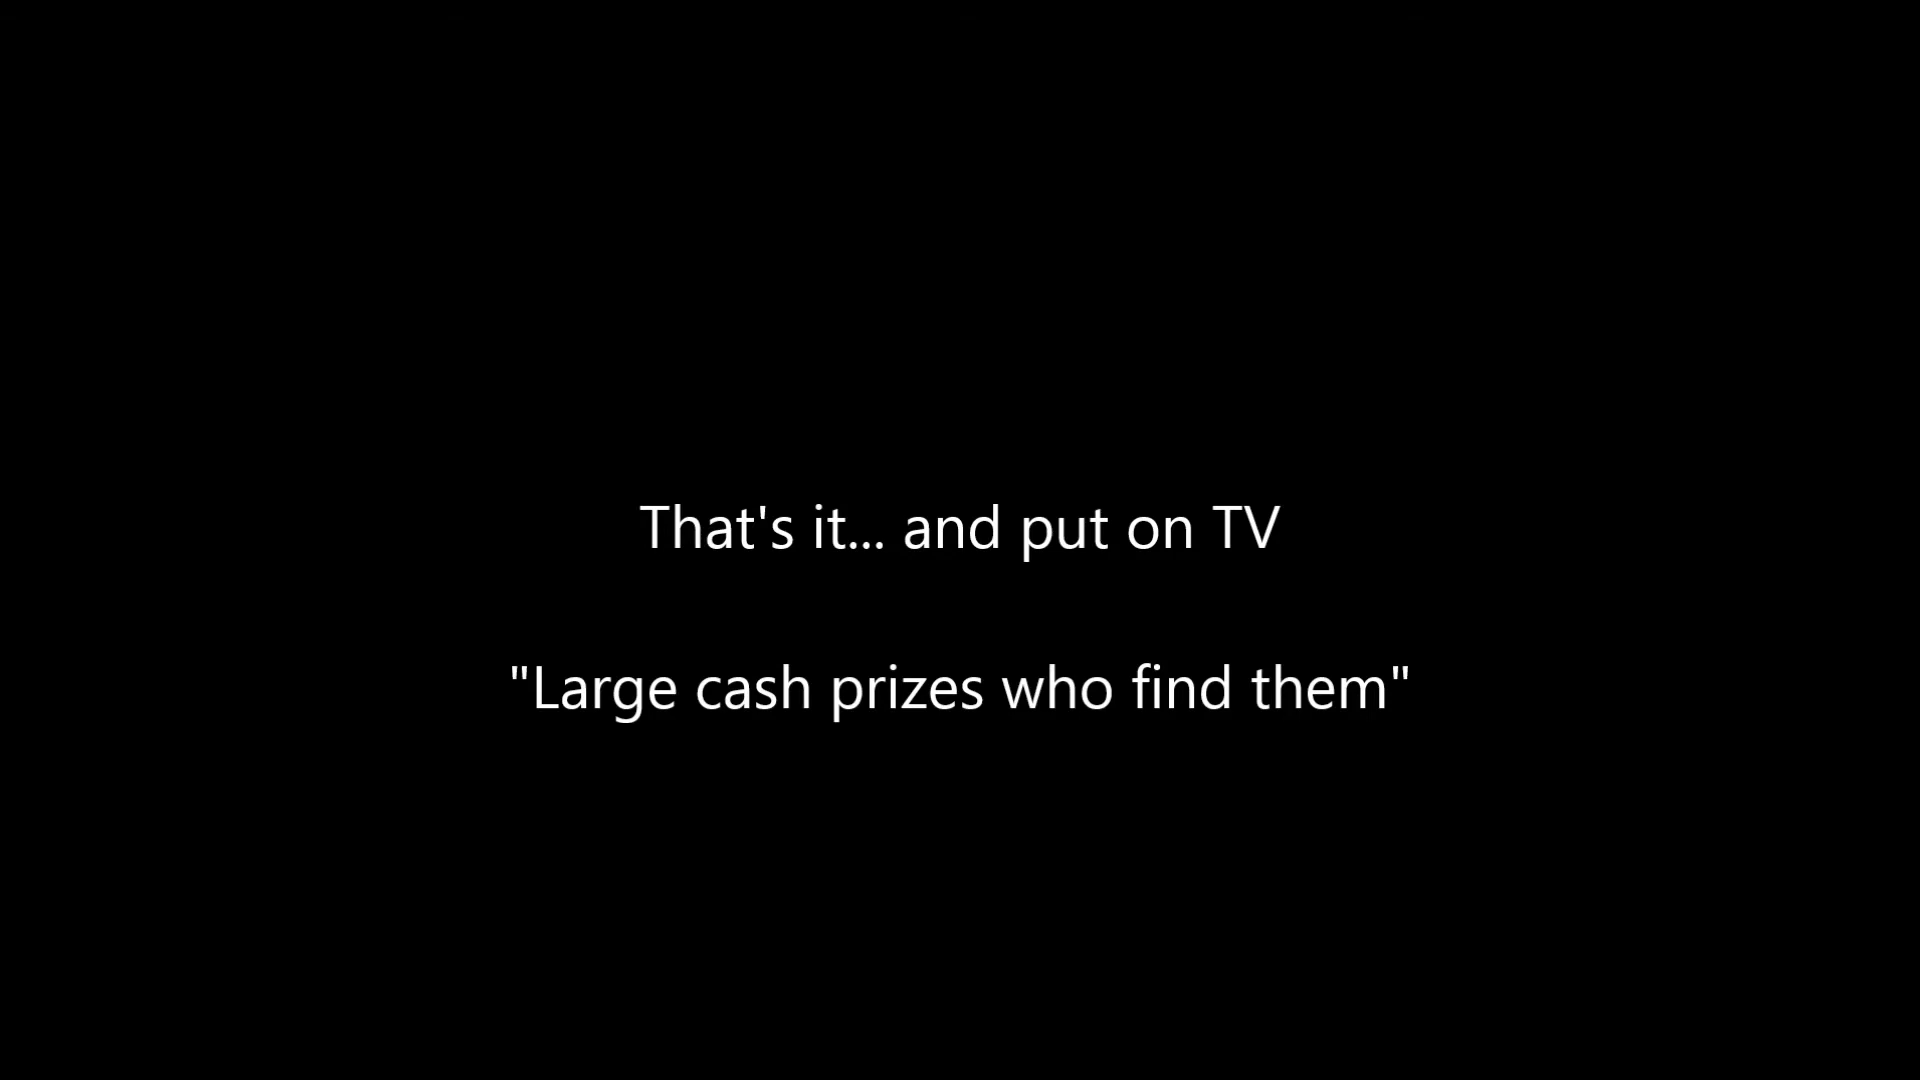 That's it... and put on TV
"Large cash prizes who find them"